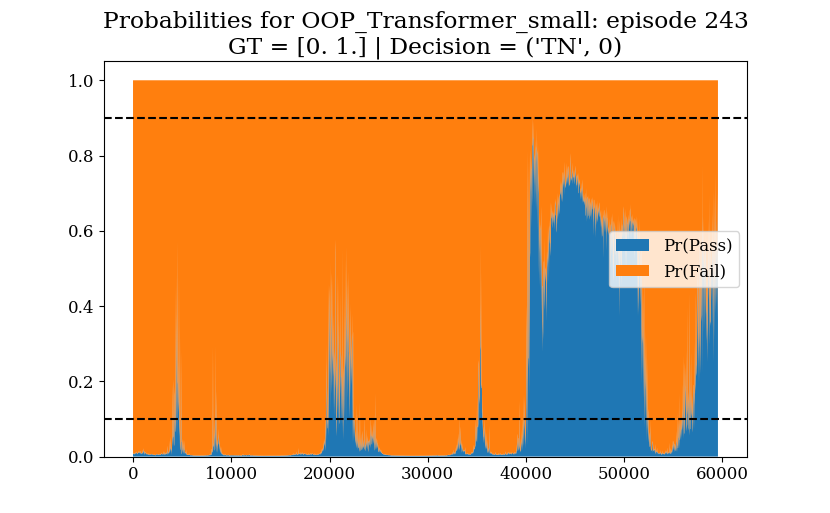 Probabilities for OOP_Transformer_small: episode 243
GT = [0. 1.] | Decision = ('TN', 0)
1.0
0.8
0.6
0.4
0.2
0.0
Pr(Pass)
Pr(Fail)
0 10000 20000 30000 40000 50000 60000